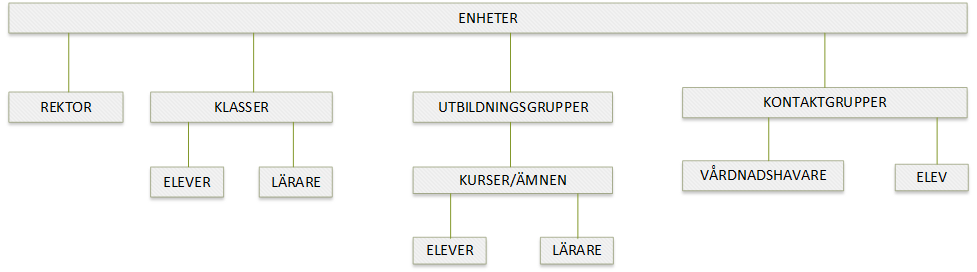 ENHETER
REKTOR
KLASSER
UTBILDNINGSGRUPPER
KONTAKTGRUPPER
ELEVER
LÄRARE
KURSER/ÄMNEN
VÅRDNADSHAVARE
ELEV
ELEVER
LÄRARE